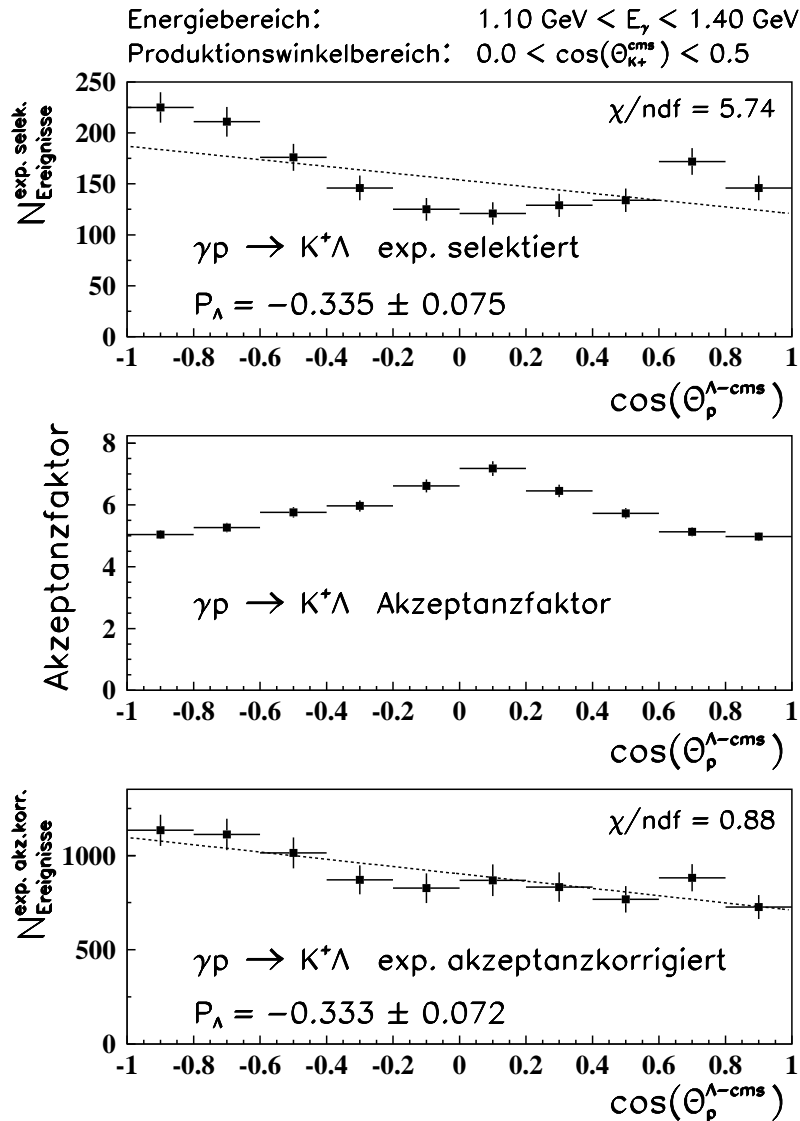 Energiebereich: 1.10 GeV < Eγ < 1.40 GeV
Produktionswinkelbereich: 0.0 < cos(Θ^cms_K+) < 0.5
N^exp. selek._Ereignisse
250
200
150
100
50
0
χ/ndf = 5.74
γp → K⁺Λ exp. selektiert
P_Λ = −0.335 ± 0.075
-1 -0.8 -0.6 -0.4 -0.2 0 0.2 0.4 0.6 0.8 1
cos(Θ_p^Λ−cms)
Akzeptanzfaktor
8
6
4
2
0
γp → K⁺Λ Akzeptanzfaktor
-1 -0.8 -0.6 -0.4 -0.2 0 0.2 0.4 0.6 0.8 1
cos(Θ_p^Λ−cms)
N^exp. akz.korr._Ereignisse
1000
500
0
χ/ndf = 0.88
γp → K⁺Λ exp. akzeptanzkorrigiert
P_Λ = −0.333 ± 0.072
-1 -0.8 -0.6 -0.4 -0.2 0 0.2 0.4 0.6 0.8 1
cos(Θ_p^Λ−cms)